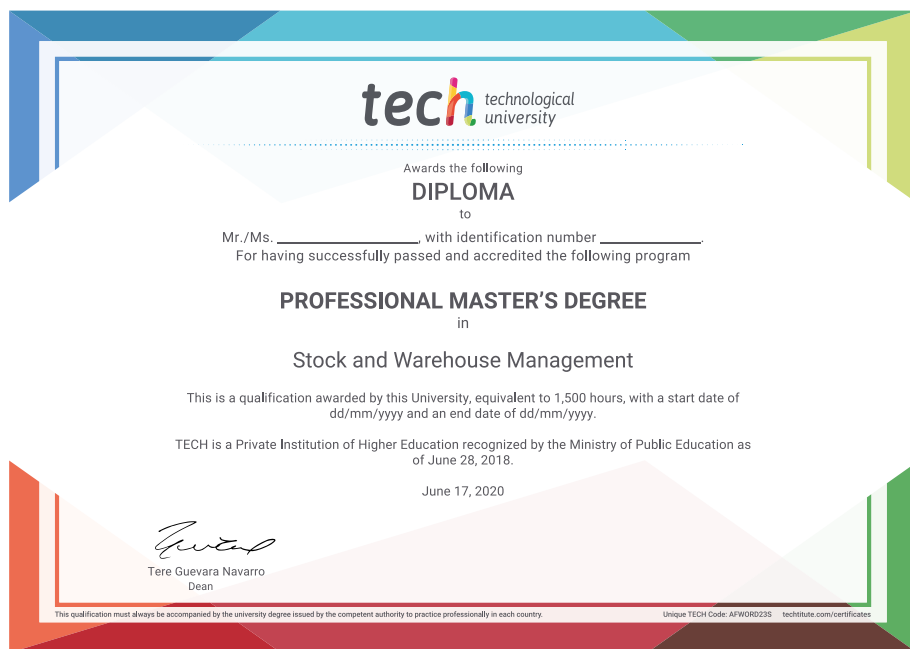 tech technological
university
Awards the following
DIPLOMA
to
Mr./Ms. ____________________, with identification number ______________.
For having successfully passed and accredited the following program
PROFESSIONAL MASTER'S DEGREE
in
Stock and Warehouse Management
This is a qualification awarded by this University, equivalent to 1,500 hours, with a start date of
dd/mm/yyyy and an end date of dd/mm/yyyy.
TECH is a Private Institution of Higher Education recognized by the Ministry of Public Education as
of June 28, 2018.
June 17, 2020
Tere Guevara Navarro
Dean
This qualification must always be accompanied by the university degree issued by the competent authority to practice professionally in each country. Unique TECH Code: AFWORD23S techtitute.com/certificates